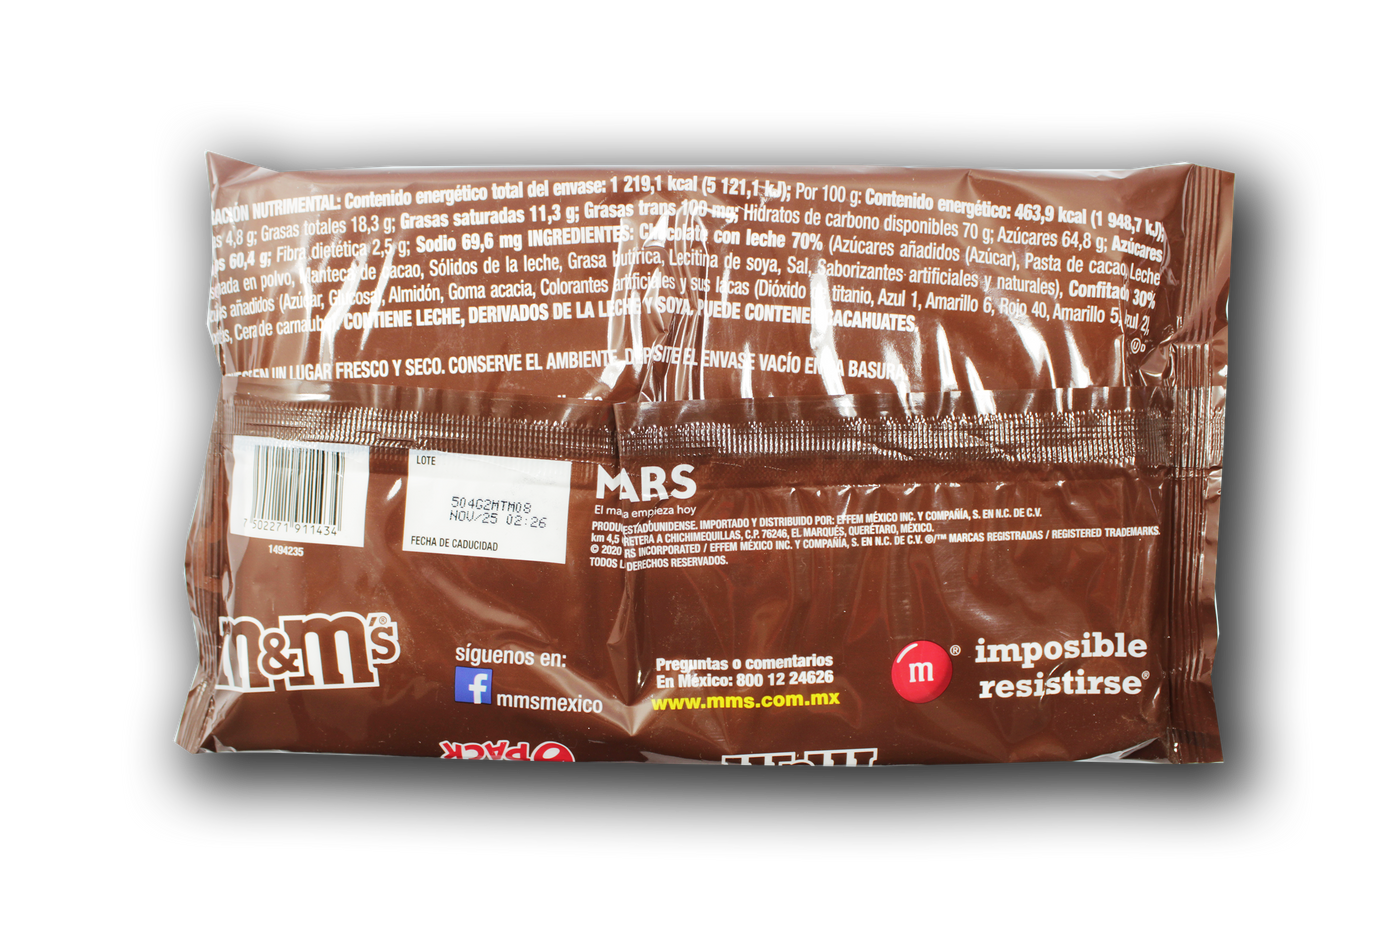 NUTRIMENTAL: Contenido energético total del envase: 1 219,1 kcal (5 121,1 kJ); Por 100 g: Contenido energético: 463,9 kcal (1 948,7 kJ);
4,8 g; Grasas totales 18,3 g; Grasas saturadas 11,3 g; Grasas trans 100 mg; Hidratos de carbono disponibles 70 g; Azúcares 64,8 g; Azúcares
60,4 g; Fibra dietética 2,5 g; Sodio 69,6 mg INGREDIENTES: Chocolate con leche 70% (Azúcares añadidos (Azúcar), Pasta de cacao, Leche
en polvo, Manteca de cacao, Sólidos de la leche, Grasa butírica, Lecitina de soya, Sal, Saborizantes artificiales y naturales), Confitado 30%
añadidos (Azúcar, Glucosa), Almidón, Goma acacia, Colorantes artificiales y sus lacas (Dióxido de titanio, Azul 1, Amarillo 6, Rojo 40, Amarillo 5, Azul 2),
Cera de carnauba). CONTIENE LECHE, DERIVADOS DE LA LECHE Y SOYA. PUEDE CONTENER CACAHUATES.
Ⓤ D
EN UN LUGAR FRESCO Y SECO. CONSERVE EL AMBIENTE, DEPOSITE EL ENVASE VACÍO EN LA BASURA.
7 502271 911434
1494235
LOTE
504G2MTM08
NOV/25 02:26
FECHA DE CADUCIDAD
MARS
empieza hoy
ESTADOUNIDENSE. IMPORTADO Y DISTRIBUIDO POR: EFFEM MÉXICO INC. Y COMPAÑÍA, S. EN N.C. DE C.V.
km 4,5 CARRETERA A CHICHIMEQUILLAS, C.P. 76246, EL MARQUÉS, QUERÉTARO, MÉXICO.
© 2020 MARS INCORPORATED / EFFEM MÉXICO INC. Y COMPAÑÍA, S. EN N.C. DE C.V. ®/™ MARCAS REGISTRADAS / REGISTERED TRADEMARKS.
TODOS LOS DERECHOS RESERVADOS.
m&m's®
síguenos en:
f mmsmexico
Preguntas o comentarios
En México: 800 12 24626
www.mms.com.mx
m®
imposible
resistirse®
6 PACK